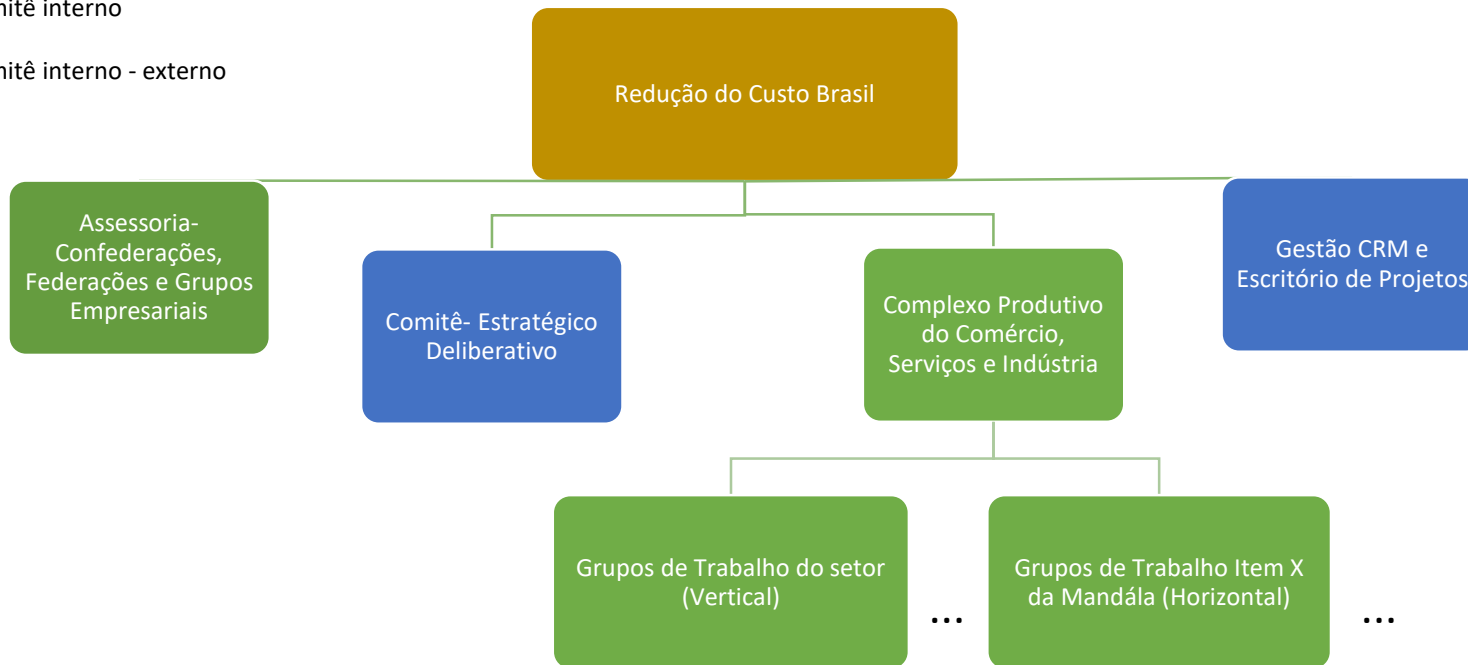 mitê interno
mitê interno - externo
Redução do Custo Brasil
Assessoria-
Confederações,
Federações e Grupos
Empresariais
Comitê- Estratégico
Deliberativo
Complexo Produtivo
do Comércio,
Serviços e Indústria
Gestão CRM e
Escritório de Projetos
Grupos de Trabalho do setor
(Vertical)
...
Grupos de Trabalho Item X
da Mandála (Horizontal)
...